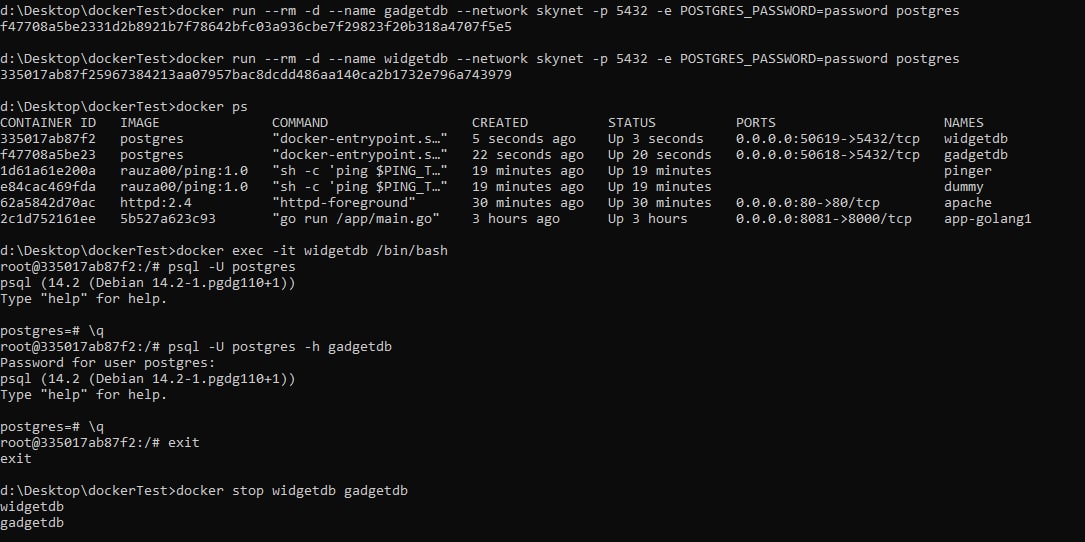 d:\Desktop\dockerTest>docker run --rm -d --name gadgetdb --network skynet -p 5432 -e POSTGRES_PASSWORD=password postgres
f47708a5be2331d2b8921b7f78642bfc03a936cbe7f29823f20b318a4707f5e5
d:\Desktop\dockerTest>docker run --rm -d --name widgetdb --network skynet -p 5432 -e POSTGRES_PASSWORD=password postgres
335017ab87f25967384213aa07957bac8dcdd486aa140ca2b1732e796a743979
d:\Desktop\dockerTest>docker ps
CONTAINER ID   IMAGE              COMMAND                  CREATED          STATUS          PORTS                     NAMES
335017ab87f2   postgres           "docker-entrypoint.s…"   5 seconds ago    Up 3 seconds    0.0.0.0:50619->5432/tcp   widgetdb
f47708a5be23   postgres           "docker-entrypoint.s…"   22 seconds ago   Up 20 seconds   0.0.0.0:50618->5432/tcp   gadgetdb
1d61a61e200a   rauza00/ping:1.0   "sh -c 'ping $PING_T…"   19 minutes ago   Up 19 minutes                             pinger
e84cac469fda   rauza00/ping:1.0   "sh -c 'ping $PING_T…"   19 minutes ago   Up 19 minutes                             dummy
62a5842d70ac   httpd:2.4          "httpd-foreground"       30 minutes ago   Up 30 minutes   0.0.0.0:80->80/tcp        apache
2c1d752161ee   5b527a623c93       "go run /app/main.go"    3 hours ago      Up 3 hours      0.0.0.0:8081->8000/tcp    app-golang1
d:\Desktop\dockerTest>docker exec -it widgetdb /bin/bash
root@335017ab87f2:/# psql -U postgres
psql (14.2 (Debian 14.2-1.pgdg110+1))
Type "help" for help.
postgres=# \q
root@335017ab87f2:/# psql -U postgres -h gadgetdb
Password for user postgres:
psql (14.2 (Debian 14.2-1.pgdg110+1))
Type "help" for help.
postgres=# \q
root@335017ab87f2:/# exit
exit
d:\Desktop\dockerTest>docker stop widgetdb gadgetdb
widgetdb
gadgetdb